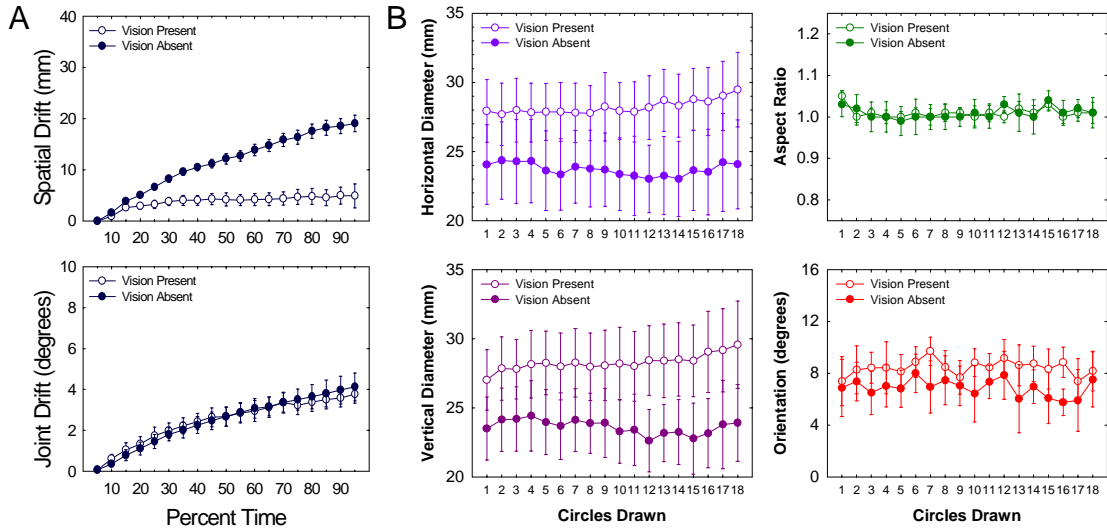 A
Spatial Drift (mm)
40
30
20
10
0
Vision Present
Vision Absent
10 20 30 40 50 60 70 80 90
Joint Drift (degrees)
10
8
6
4
2
0
Vision Present
Vision Absent
10 20 30 40 50 60 70 80 90
Percent Time
B
Horizontal Diameter (mm)
35
30
25
20
Vision Present
Vision Absent
1 2 3 4 5 6 7 8 9 10 11 12 13 14 15 16 17 18
Aspect Ratio
1.2
1.1
1.0
0.9
0.8
Vision Present
Vision Absent
1 2 3 4 5 6 7 8 9 10 11 12 13 14 15 16 17 18
Vertical Diameter (mm)
35
30
25
20
Vision Present
Vision Absent
1 2 3 4 5 6 7 8 9 10 11 12 13 14 15 16 17 18
Circles Drawn
Orientation (degrees)
16
12
8
4
0
Vision Present
Vision Absent
1 2 3 4 5 6 7 8 9 10 11 12 13 14 15 16 17 18
Circles Drawn